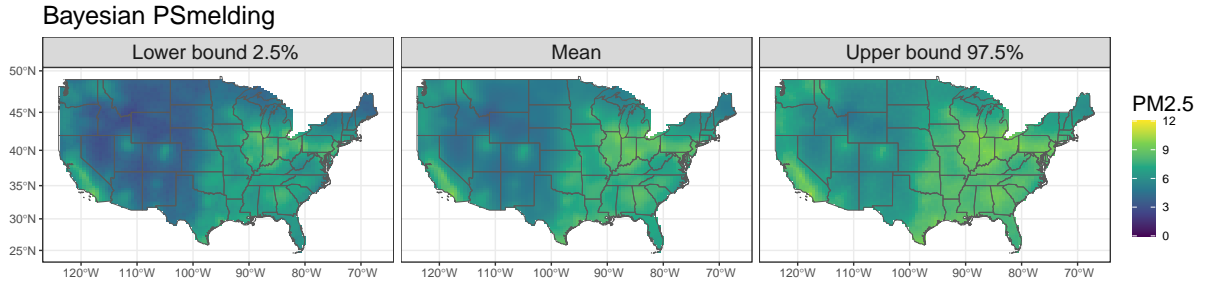 Bayesian PSmelding
Lower bound 2.5% Mean Upper bound 97.5%
50°N
45°N
40°N
35°N
30°N
25°N
120°W 110°W 100°W 90°W 80°W 70°W 120°W 110°W 100°W 90°W 80°W 70°W 120°W 110°W 100°W 90°W 80°W 70°W
PM2.5
12
9
6
3
0